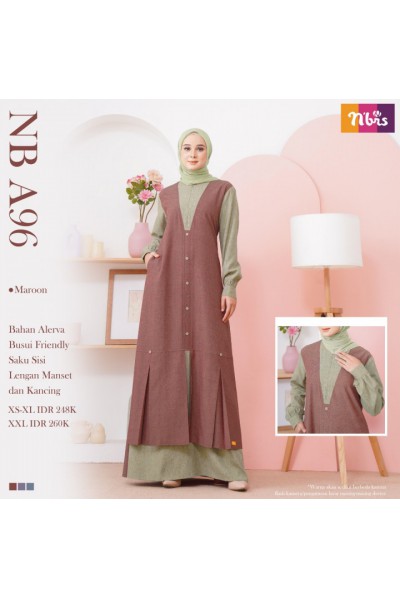 Nbrs
NB A96
•Maroon
Bahan Alerva
Busui Friendly
Saku Sisi
Lengan Manset
dan Kancing
XS-XL IDR 248K
XXL IDR 260K